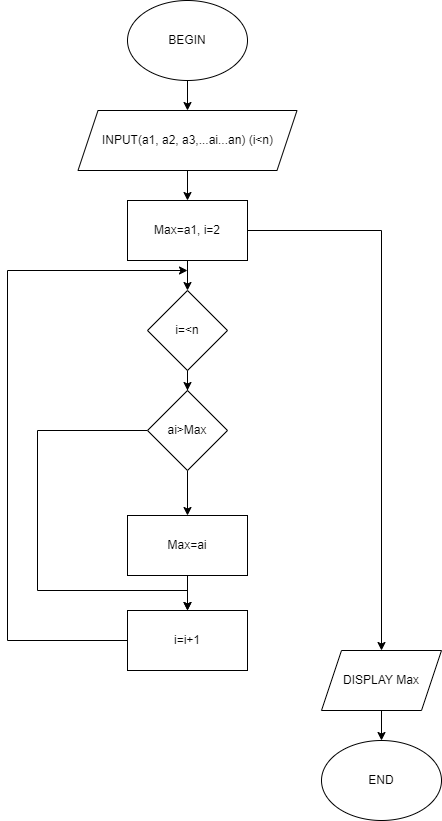 BEGIN
INPUT(a1, a2, a3,...ai...an) (i<n)
Max=a1, i=2
i=<n
ai>Max
Max=ai
i=i+1
DISPLAY Max
END